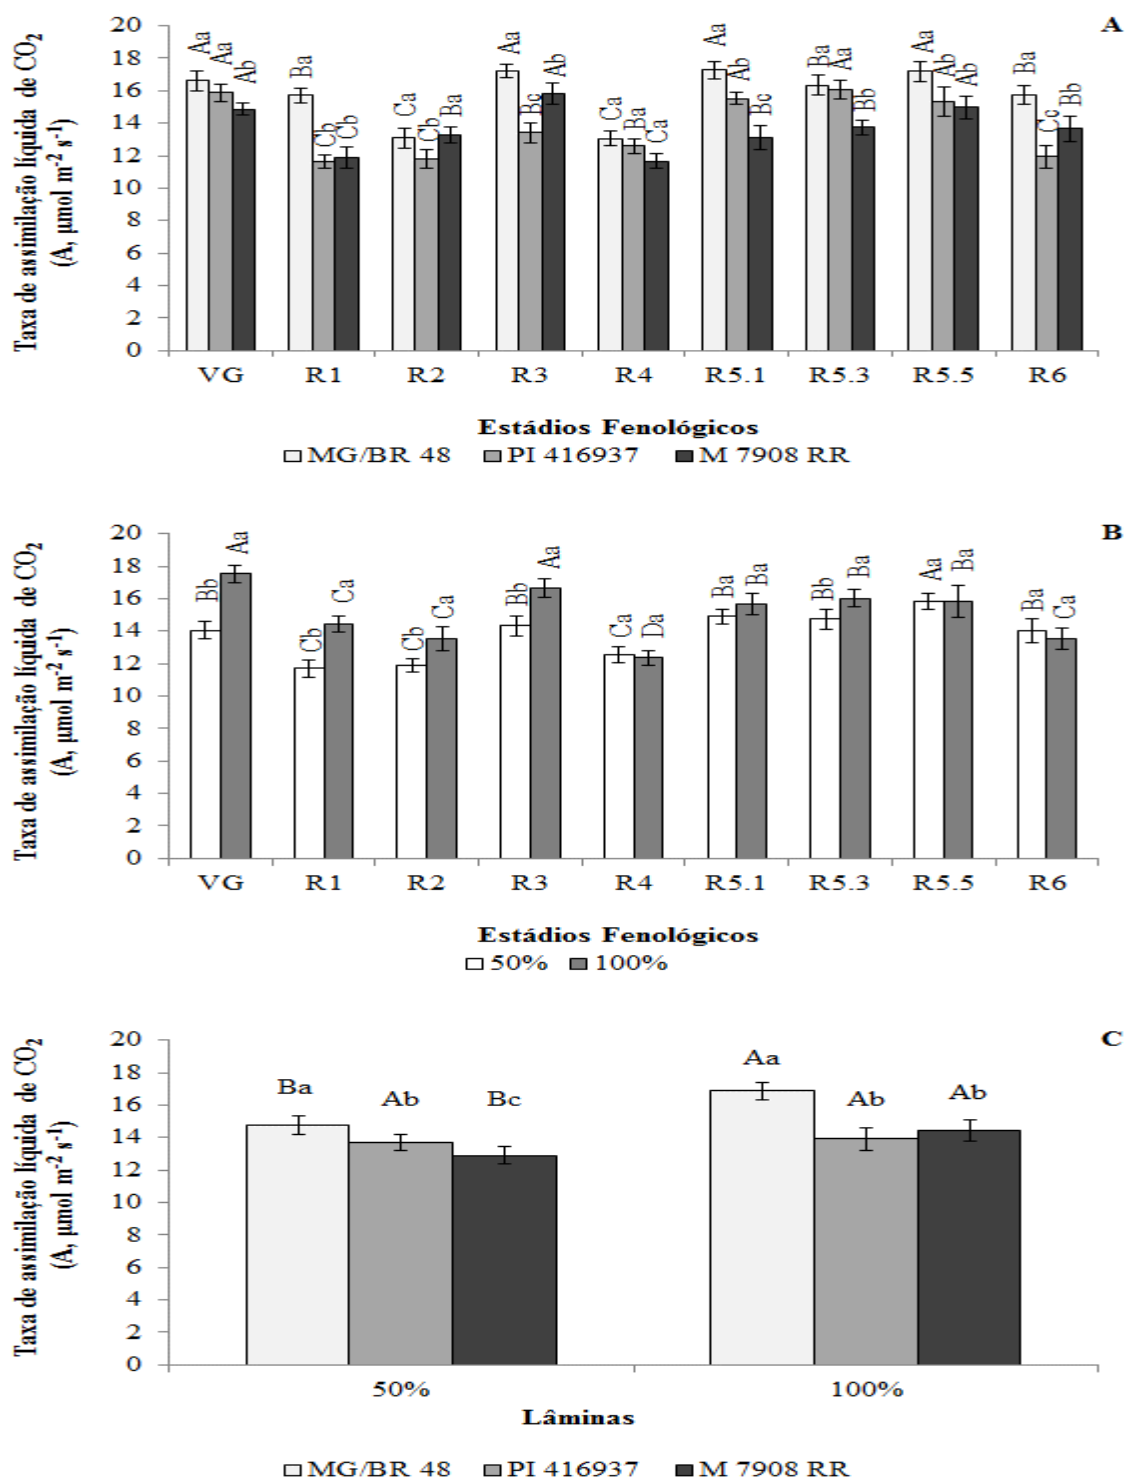 A
Taxa de assimilação líquida de CO2
(A, µmol m-2 s-1)
20
18
16
14
12
10
8
6
4
2
0
Aa Aa Ab Ba Cb Cb Ca Cb Ba Aa Bc Ab Ca Ba Ca Aa Ab Bc Ba Aa Bb Aa Ab Ab Ba Cc Bb
VG R1 R2 R3 R4 R5.1 R5.3 R5.5 R6
Estádios Fenológicos
MG/BR 48 PI 416937 M 7908 RR
B
Taxa de assimilação líquida de CO2
(A, µmol m-2 s-1)
20
18
16
14
12
10
8
6
4
2
0
Bb Aa Cb Ca Cb Ca Bb Aa Ca Da Ba Ba Bb Ba Aa Ba Ba Ca
VG R1 R2 R3 R4 R5.1 R5.3 R5.5 R6
Estádios Fenológicos
50% 100%
C
Taxa de assimilação líquida de CO2
(A, µmol m-2 s-1)
20
18
16
14
12
10
8
6
4
2
0
Ba Ab Bc Aa Ab Ab
50% 100%
Lâminas
MG/BR 48 PI 416937 M 7908 RR